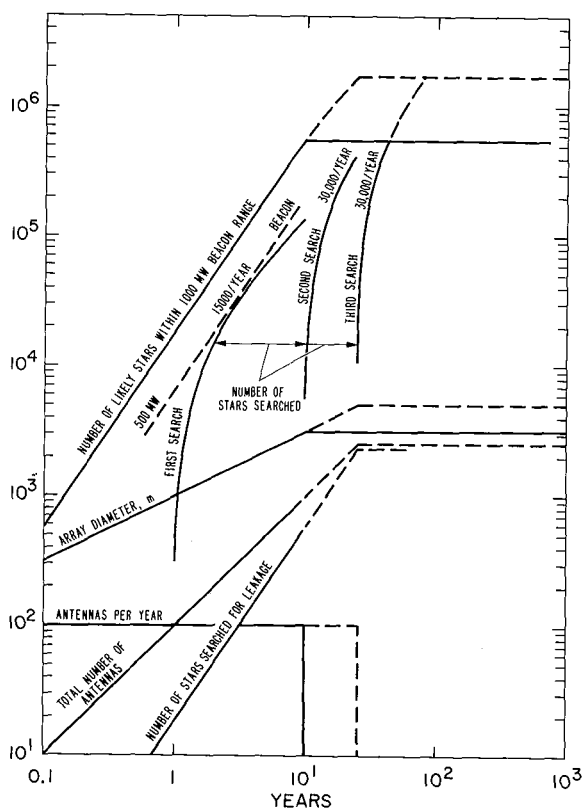 10⁶
10⁵
10⁴
10³
10²
10¹
NUMBER OF LIKELY STARS WITHIN 1000 MW BEACON RANGE
500 MW
BEACON
15000/YEAR
FIRST SEARCH
30,000/YEAR
SECOND SEARCH
30,000/YEAR
THIRD SEARCH
NUMBER OF
STARS SEARCHED
ARRAY DIAMETER, m
ANTENNAS PER YEAR
TOTAL NUMBER OF
ANTENNAS
NUMBER OF STARS SEARCHED FOR LEAKAGE
0.1
1
10¹
10²
10³
YEARS